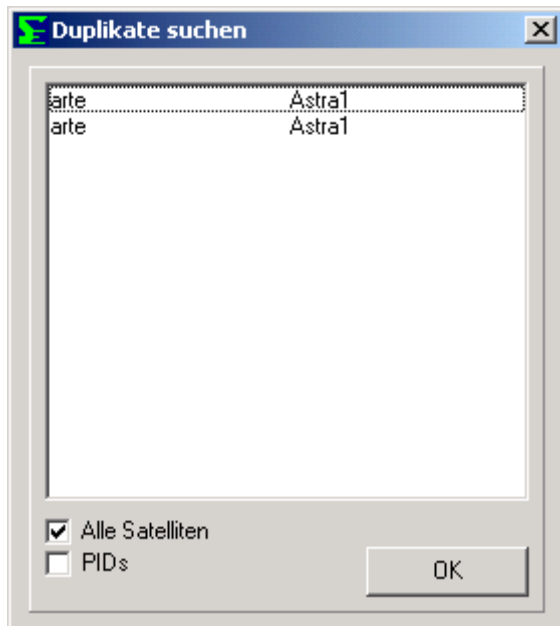 Duplikate suchen
arte Astra1
arte Astra1
Alle Satelliten
PIDs
OK